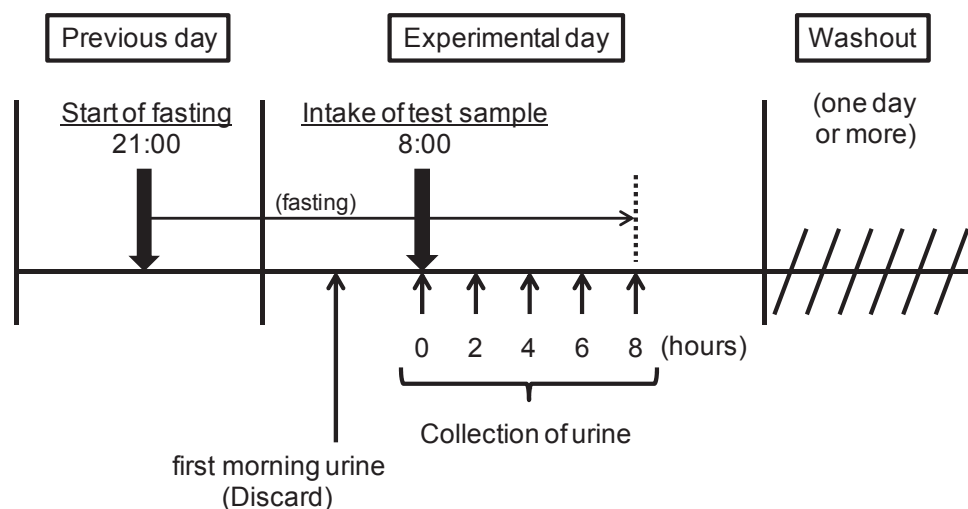 Previous day
Experimental day
Washout
Start of fasting
21:00
Intake of test sample
8:00
(one day
or more)
(fasting)
0 2 4 6 8 (hours)
Collection of urine
first morning urine
(Discard)